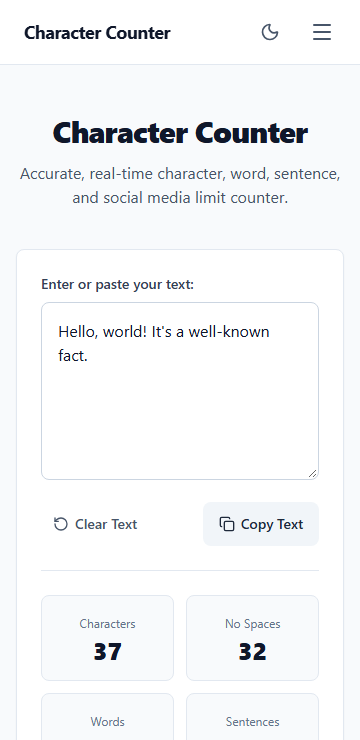 Character Counter
Character Counter
Accurate, real-time character, word, sentence,
and social media limit counter.
Enter or paste your text:
Hello, world! It's a well-known
fact.
Clear Text
Copy Text
Characters
No Spaces
37
32
Words
Sentences